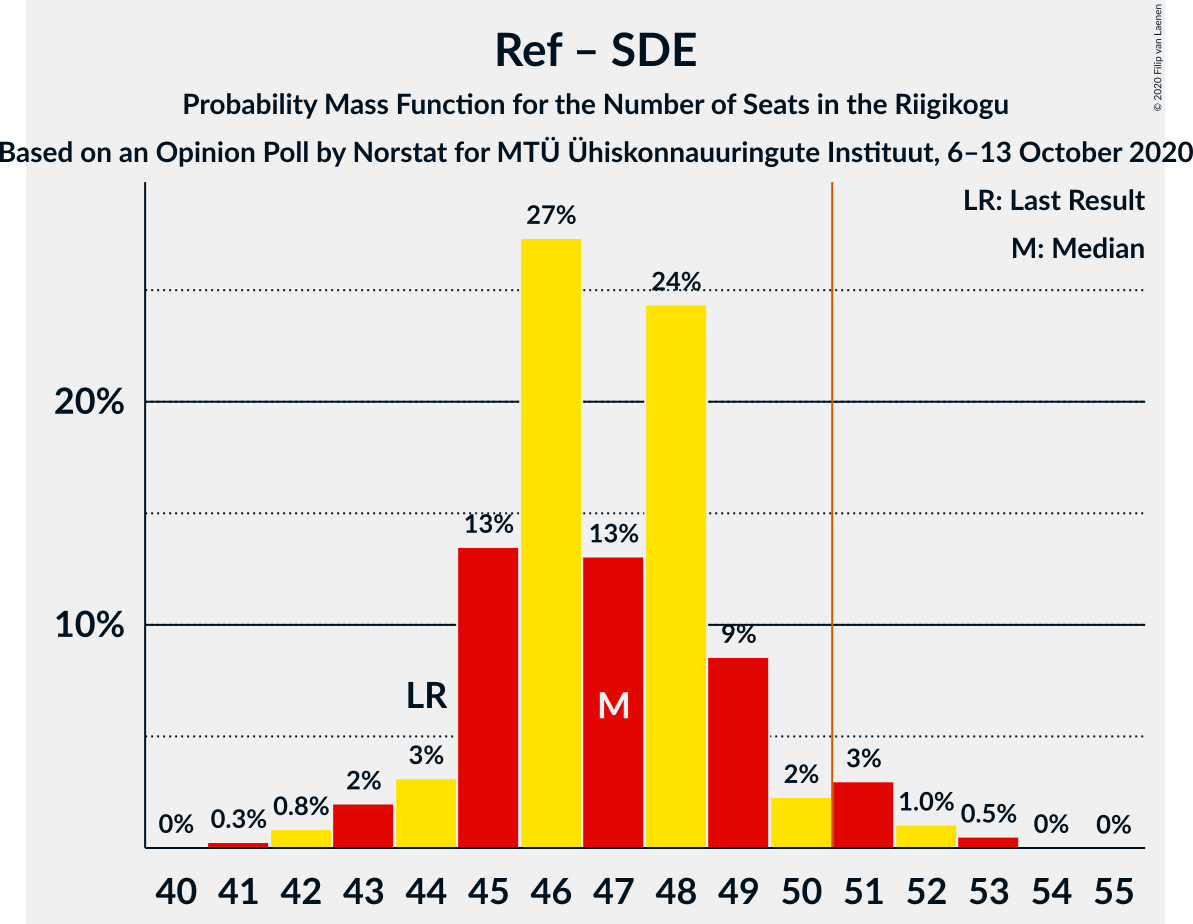 Ref – SDE
Probability Mass Function for the Number of Seats in the Riigikogu
Based on an Opinion Poll by Norstat for MTÜ Ühiskonnauuringute Instituut, 6–13 October 2020
© 2020 Filip van Laenen
LR: Last Result
M: Median
27%
24%
20%
13%
13%
10%
9%
LR
M
3%
2%
2%
3%
0%
0.3%
0.8%
1.0%
0.5%
0%
0%
40 41 42 43 44 45 46 47 48 49 50 51 52 53 54 55